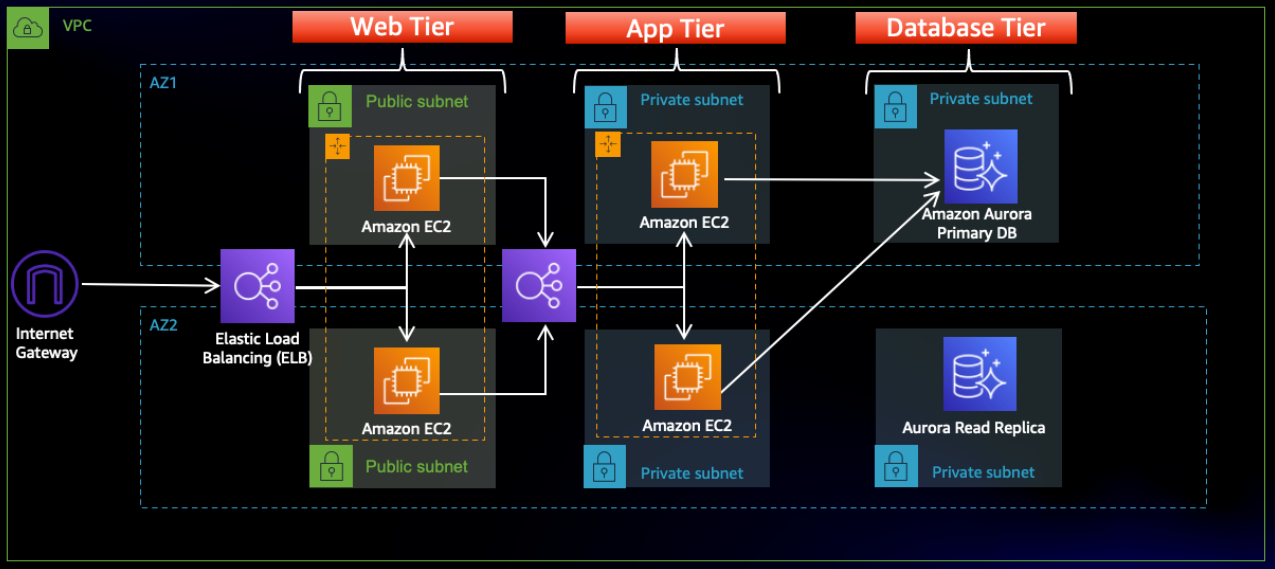 VPC
Web Tier
App Tier
Database Tier
AZ1
Public subnet
Private subnet
Private subnet
Amazon EC2
Amazon EC2
Amazon Aurora
Primary DB
Internet
Gateway
Elastic Load
Balancing (ELB)
AZ2
Amazon EC2
Amazon EC2
Aurora Read Replica
Public subnet
Private subnet
Private subnet